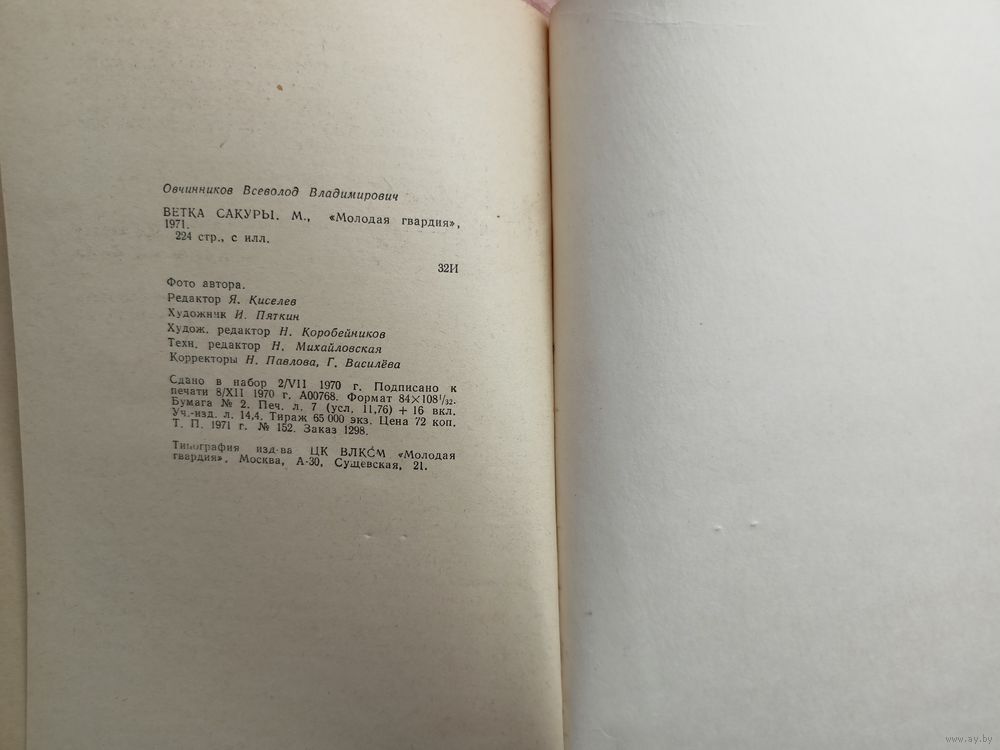 Овчинников Всеволод Владимирович
ВЕТКА САКУРЫ. М., «Молодая гвардия»,
1971.
224 стр., с илл.
32И
Фото автора.
Редактор Я. Киселев
Художник И. Пяткин
Худож. редактор Н. Коробейников
Техн. редактор Н. Михайловская
Корректоры Н. Павлова, Г. Василёва
Сдано в набор 2/VII 1970 г. Подписано к
печати 8/XII 1970 г. А00768. Формат 84×108¹/₃₂.
Бумага № 2. Печ. л. 7 (усл. 11,76) + 16 вкл.
Уч.-изд. л. 14,4. Тираж 65 000 экз. Цена 72 коп.
Т. П. 1971 г. № 152. Заказ 1298.
Типография изд-ва ЦК ВЛКСМ «Молодая
гвардия». Москва, А-30, Сущевская, 21.
www.ay.by